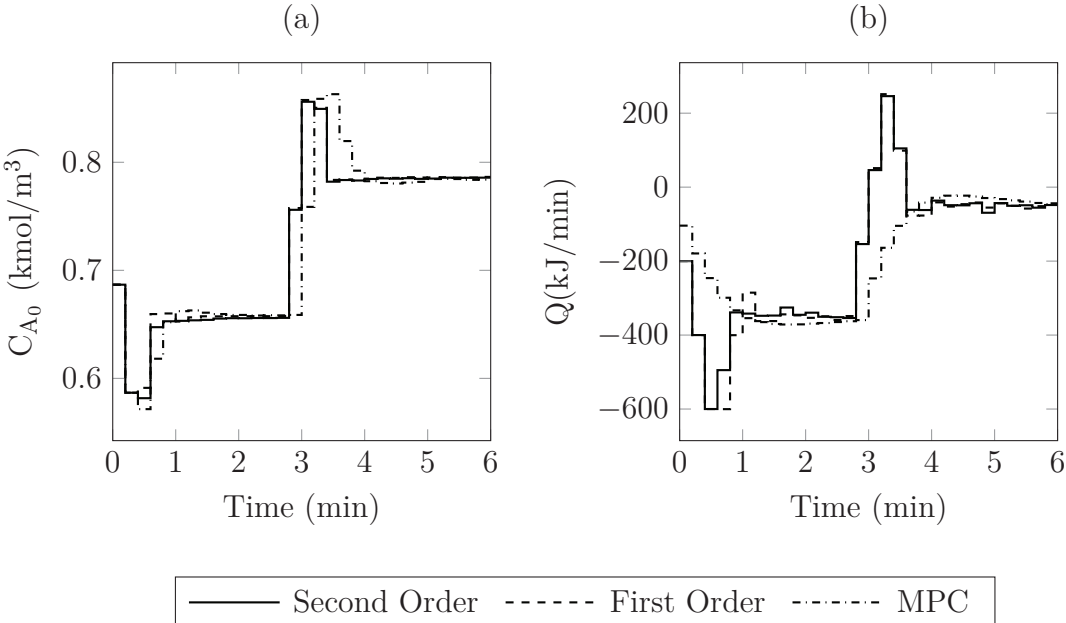 (a)
C_{A_0} (kmol/m³)
0.8
0.7
0.6
0 1 2 3 4 5 6
Time (min)
(b)
Q(kJ/min)
200
0
−200
−400
−600
0 1 2 3 4 5 6
Time (min)
Second Order First Order MPC